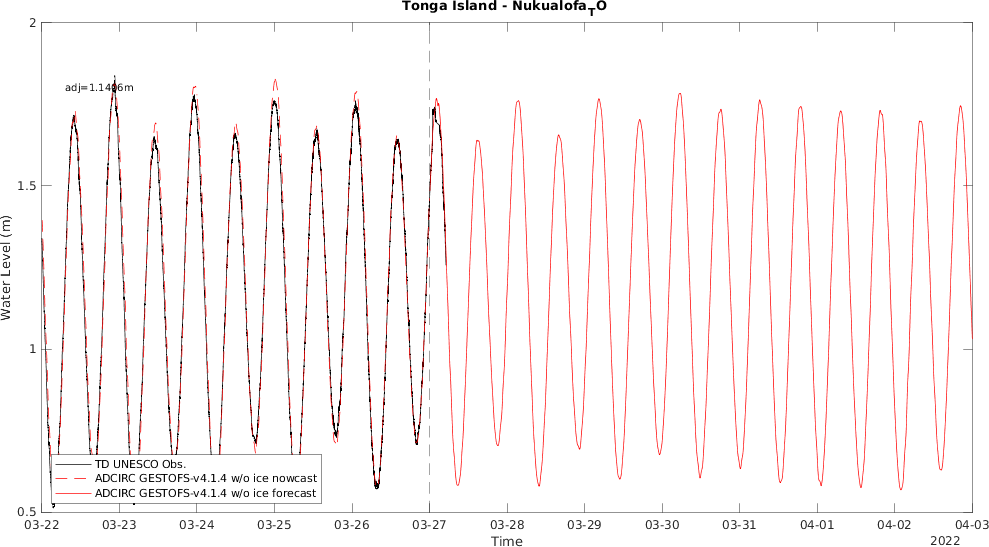 Tonga Island - Nukualofa_TO
adj=1.1406m
2
1.5
1
0.5
Water Level (m)
TD UNESCO Obs.
ADCIRC GESTOFS-v4.1.4 w/o ice nowcast
ADCIRC GESTOFS-v4.1.4 w/o ice forecast
03-22 03-23 03-24 03-25 03-26 03-27 03-28 03-29 03-30 03-31 04-01 04-02 04-03
Time
2022